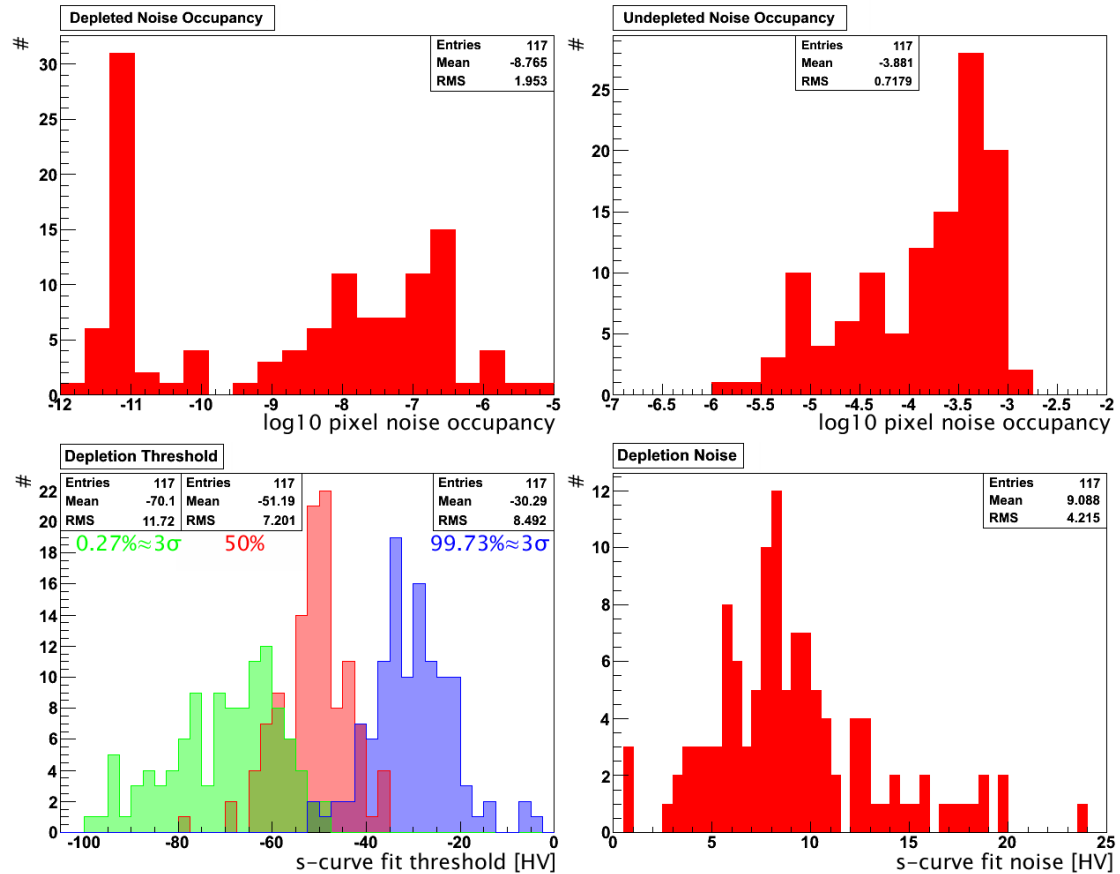 Depleted Noise Occupancy
#
Entries 117
Mean -8.765
RMS 1.953
30
25
20
15
10
5
0
-12 -11 -10 -9 -8 -7 -6 -5
log10 pixel noise occupancy
Undepleted Noise Occupancy
#
Entries 117
Mean -3.881
RMS 0.7179
25
20
15
10
5
0
-7 -6.5 -6 -5.5 -5 -4.5 -4 -3.5 -3 -2.5 -2
log10 pixel noise occupancy
Depletion Threshold
#
Entries 117
Mean -70.1
RMS 11.72
Entries 117
Mean -51.19
RMS 7.201
Entries 117
Mean -30.29
RMS 8.492
0.27%≈3σ 50% 99.73%≈3σ
22
20
18
16
14
12
10
8
6
4
2
0
-100 -80 -60 -40 -20 0
s-curve fit threshold [HV]
Depletion Noise
#
Entries 117
Mean 9.088
RMS 4.215
12
10
8
6
4
2
0
0 5 10 15 20 25
s-curve fit noise [HV]